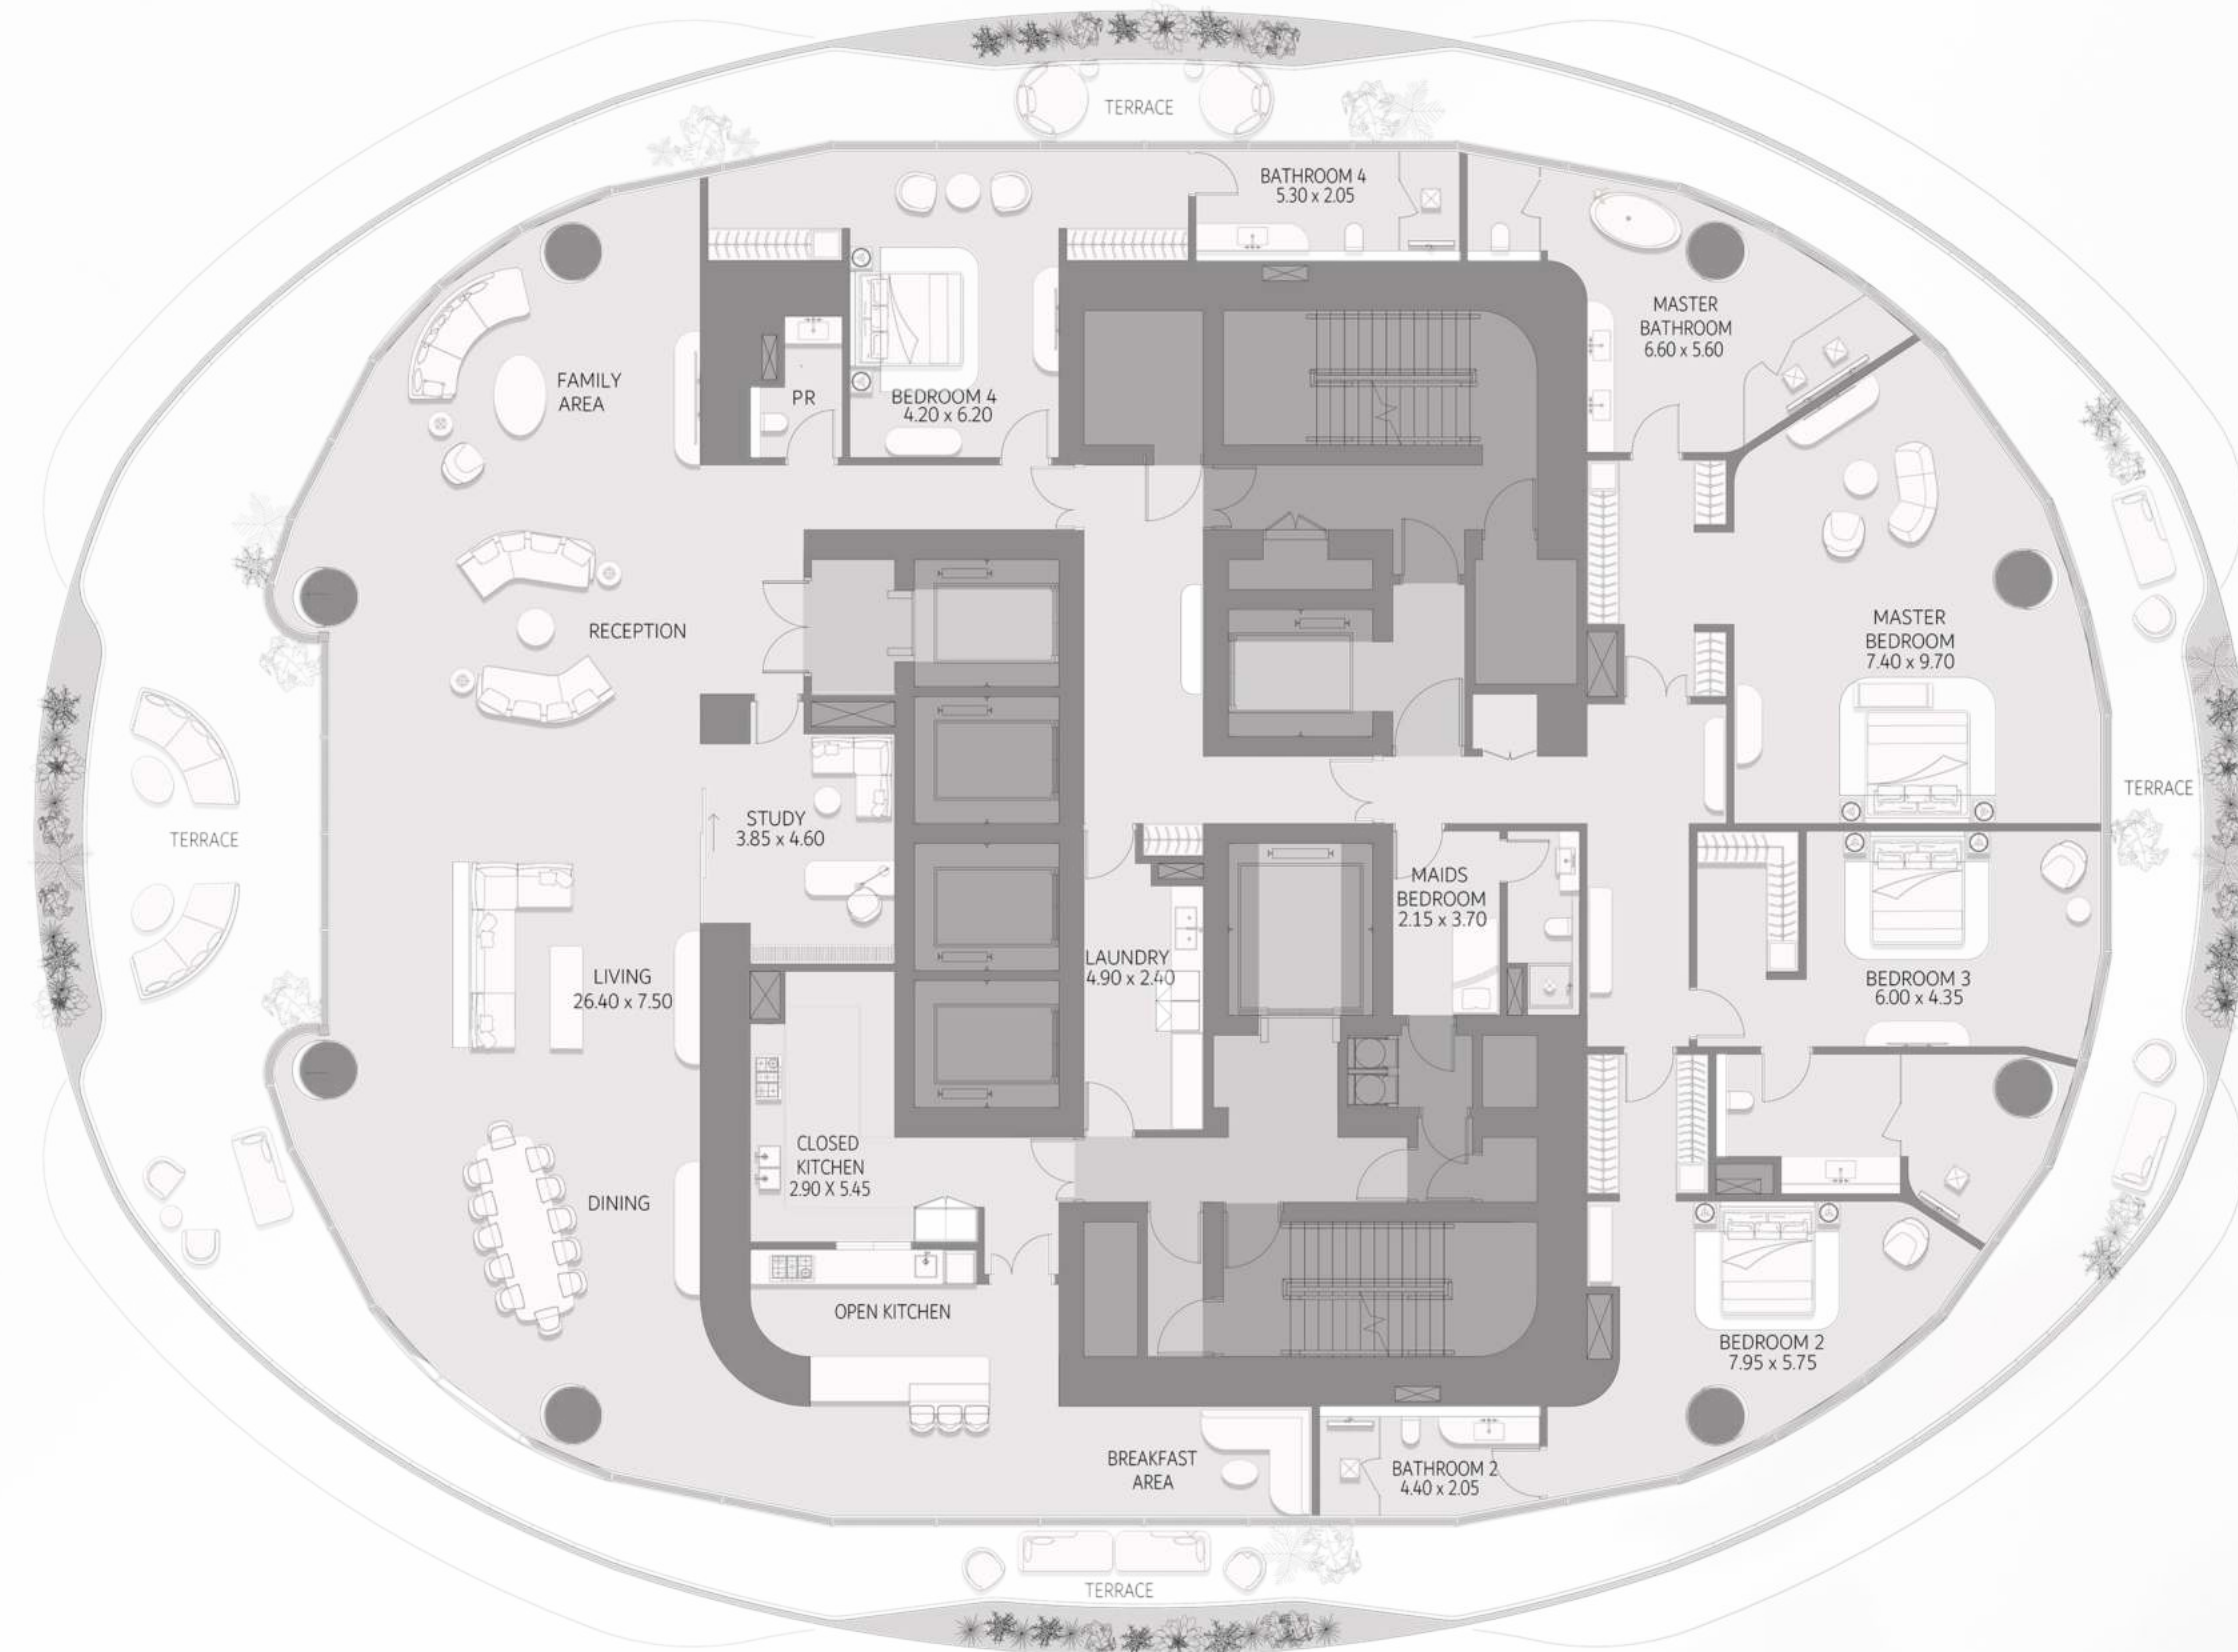 TERRACE
BATHROOM 4
5.30 x 2.05
MASTER
BATHROOM
6.60 x 5.60
FAMILY
AREA
PR
BEDROOM 4
4.20 x 6.20
RECEPTION
MASTER
BEDROOM
7.40 x 9.70
TERRACE
STUDY
3.85 x 4.60
TERRACE
MAIDS
BEDROOM
2.15 x 3.70
LIVING
26.40 x 7.50
LAUNDRY
4.90 x 2.40
BEDROOM 3
6.00 x 4.35
CLOSED
KITCHEN
2.90 X 5.45
DINING
OPEN KITCHEN
BEDROOM 2
7.95 x 5.75
BREAKFAST
AREA
BATHROOM 2
4.40 x 2.05
TERRACE